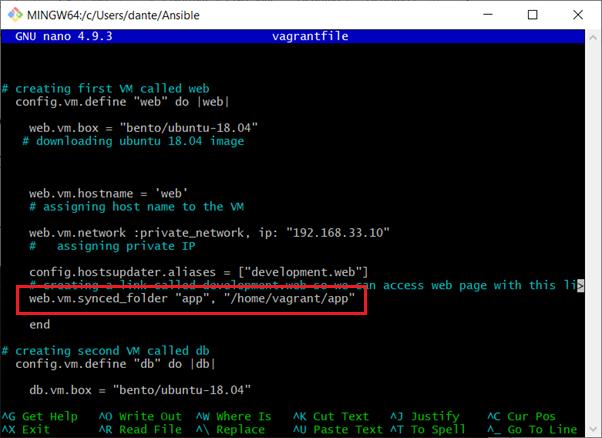 MINGW64:/c/Users/dante/Ansible
GNU nano 4.9.3 vagrantfile
# creating first VM called web
config.vm.define "web" do |web|
web.vm.box = "bento/ubuntu-18.04"
# downloading ubuntu 18.04 image
web.vm.hostname = 'web'
# assigning host name to the VM
web.vm.network :private_network, ip: "192.168.33.10"
# assigning private IP
config.hostsupdater.aliases = ["development.web"]
# creating a link called development.web so we can access web page with this li>
web.vm.synced_folder "app", "/home/vagrant/app"
end
# creating second VM called db
config.vm.define "db" do |db|
db.vm.box = "bento/ubuntu-18.04"
^G Get Help ^O Write Out ^W Where Is ^K Cut Text ^J Justify ^C Cur Pos
^X Exit ^R Read File ^\ Replace ^U Paste Text ^T To Spell ^_ Go To Line